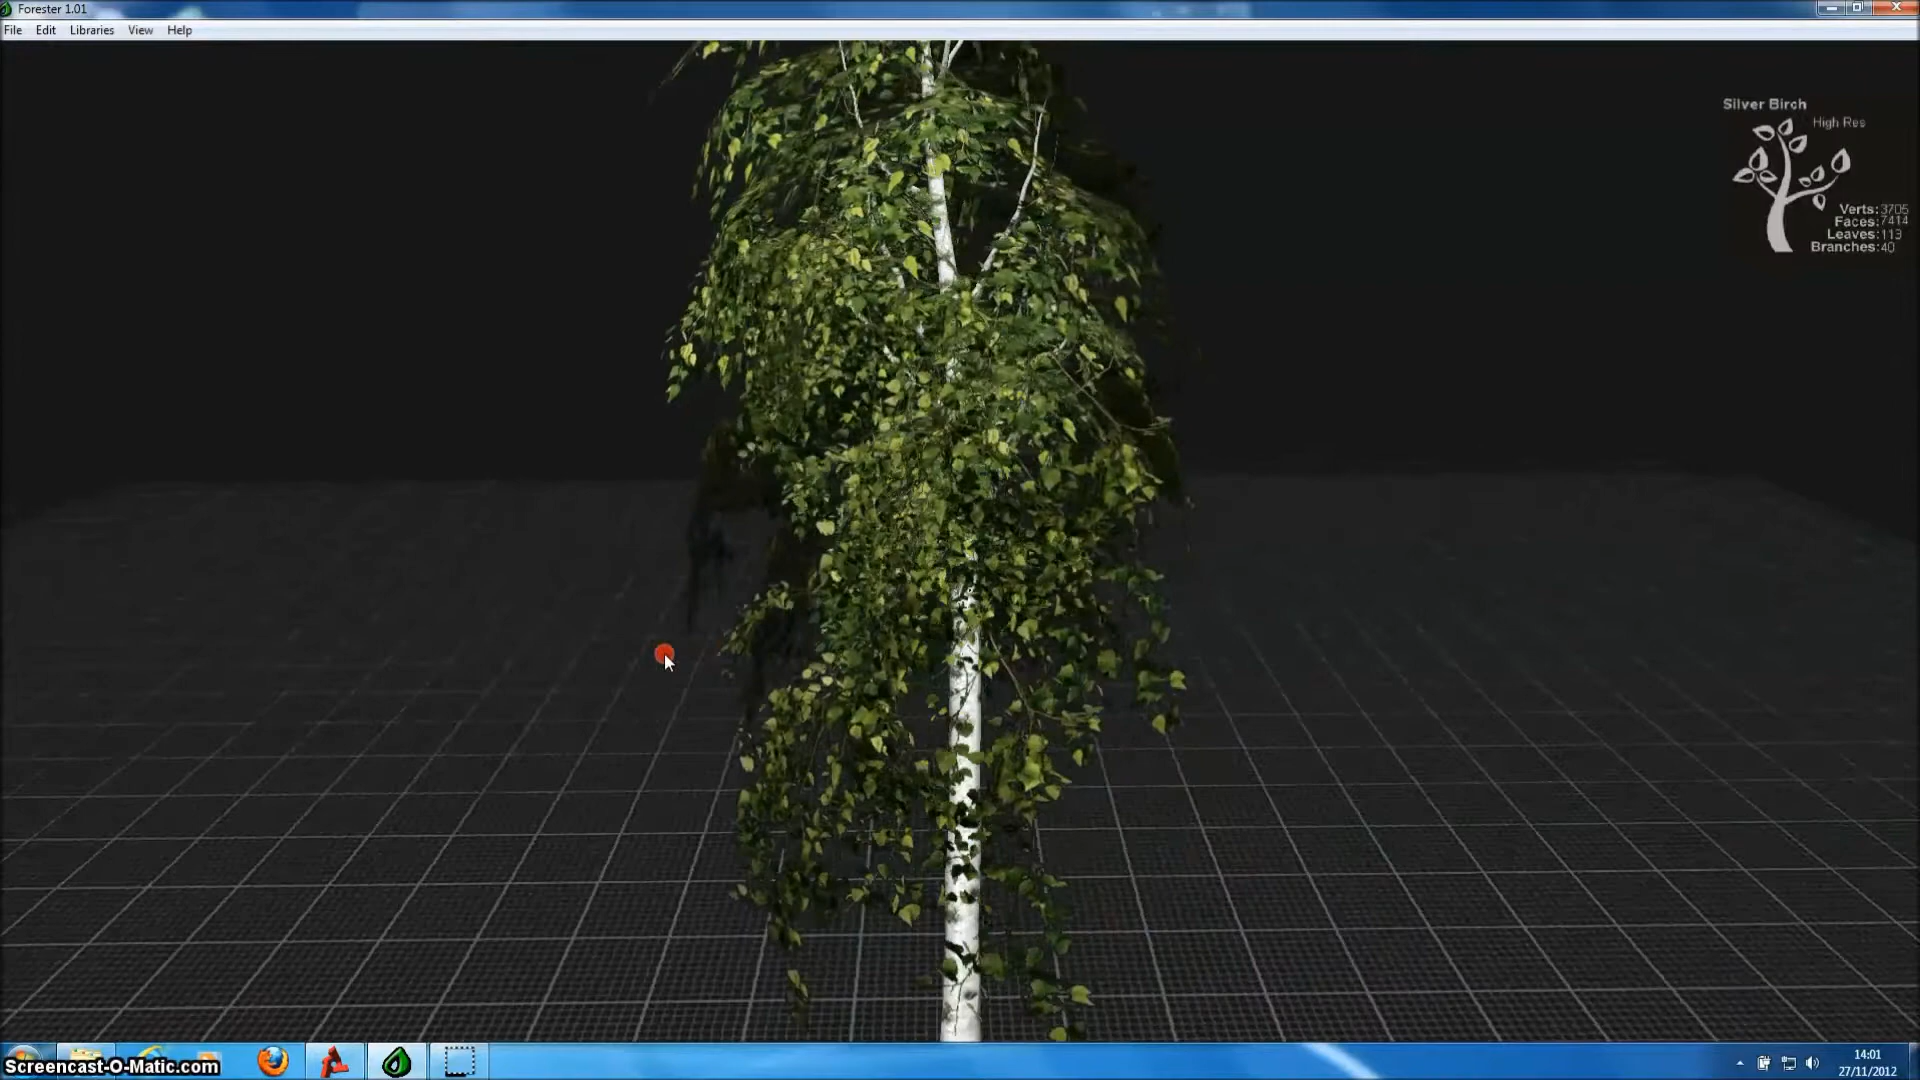 Forester 1.01
File Edit Libraries View Help
Silver Birch
High Res
Verts:3705
Faces:7414
Leaves:113
Branches:40
Screencast-O-Matic.com
14:01
27/11/2012